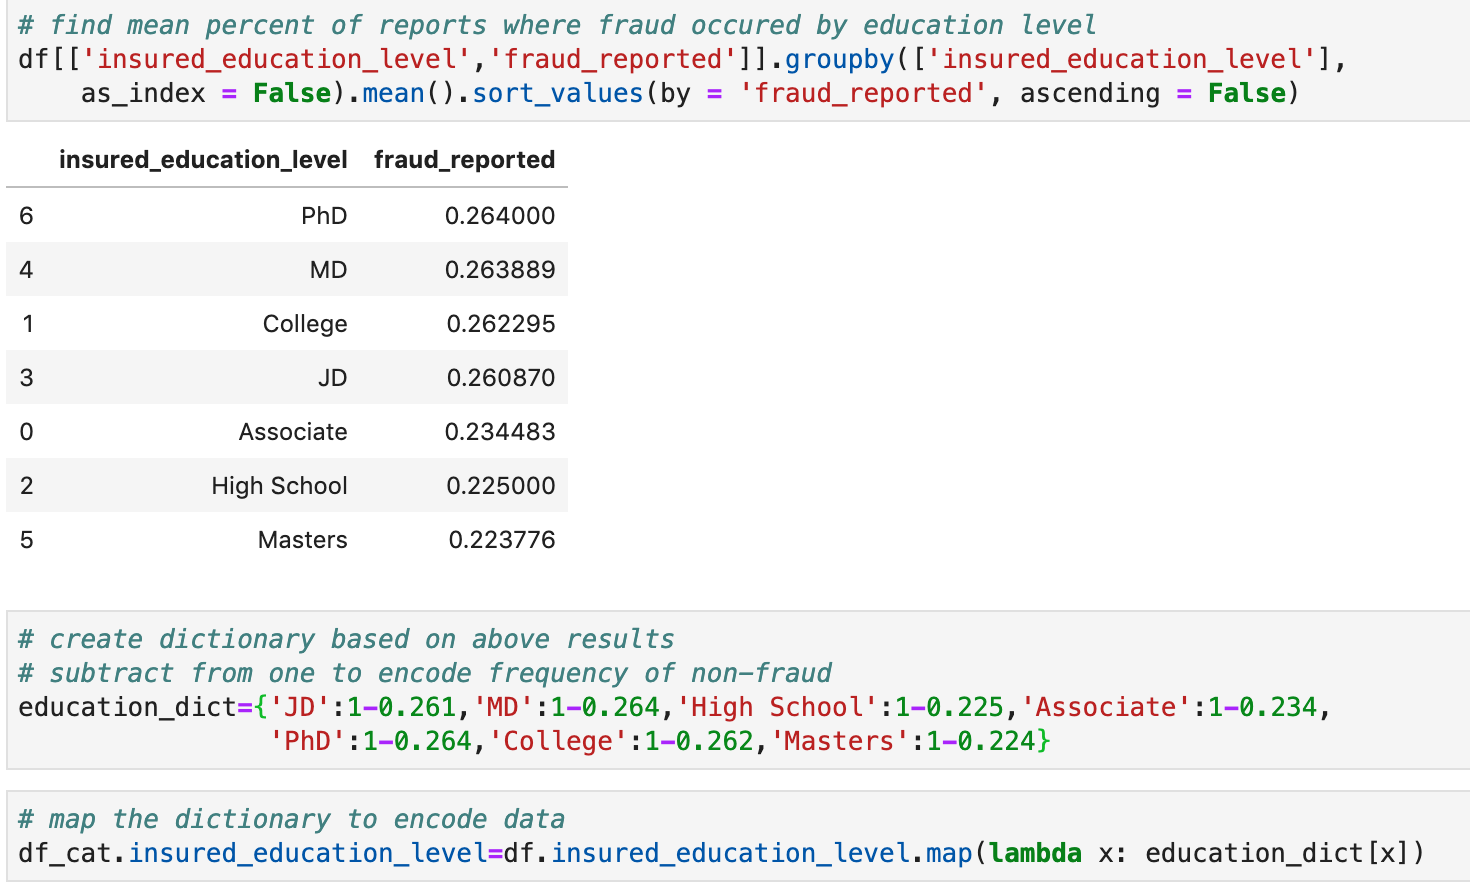 # find mean percent of reports where fraud occured by education level
df[['insured_education_level','fraud_reported']].groupby(['insured_education_level'],
    as_index = False).mean().sort_values(by = 'fraud_reported', ascending = False)
insured_education_level fraud_reported
6 PhD 0.264000
4 MD 0.263889
1 College 0.262295
3 JD 0.260870
0 Associate 0.234483
2 High School 0.225000
5 Masters 0.223776
# create dictionary based on above results
# subtract from one to encode frequency of non-fraud
education_dict={'JD':1-0.261,'MD':1-0.264,'High School':1-0.225,'Associate':1-0.234,
                'PhD':1-0.264,'College':1-0.262,'Masters':1-0.224}
# map the dictionary to encode data
df_cat.insured_education_level=df.insured_education_level.map(lambda x: education_dict[x])